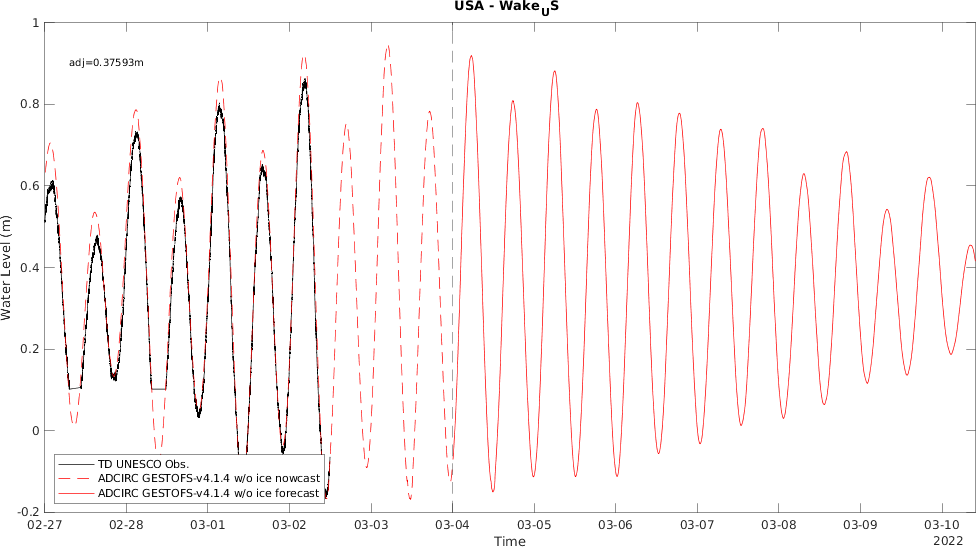 USA - WakeUS
1
adj=0.37593m
0.8
0.6
0.4
0.2
0
-0.2
Water Level (m)
TD UNESCO Obs.
ADCIRC GESTOFS-v4.1.4 w/o ice nowcast
ADCIRC GESTOFS-v4.1.4 w/o ice forecast
02-27 02-28 03-01 03-02 03-03 03-04 03-05 03-06 03-07 03-08 03-09 03-10
Time 2022